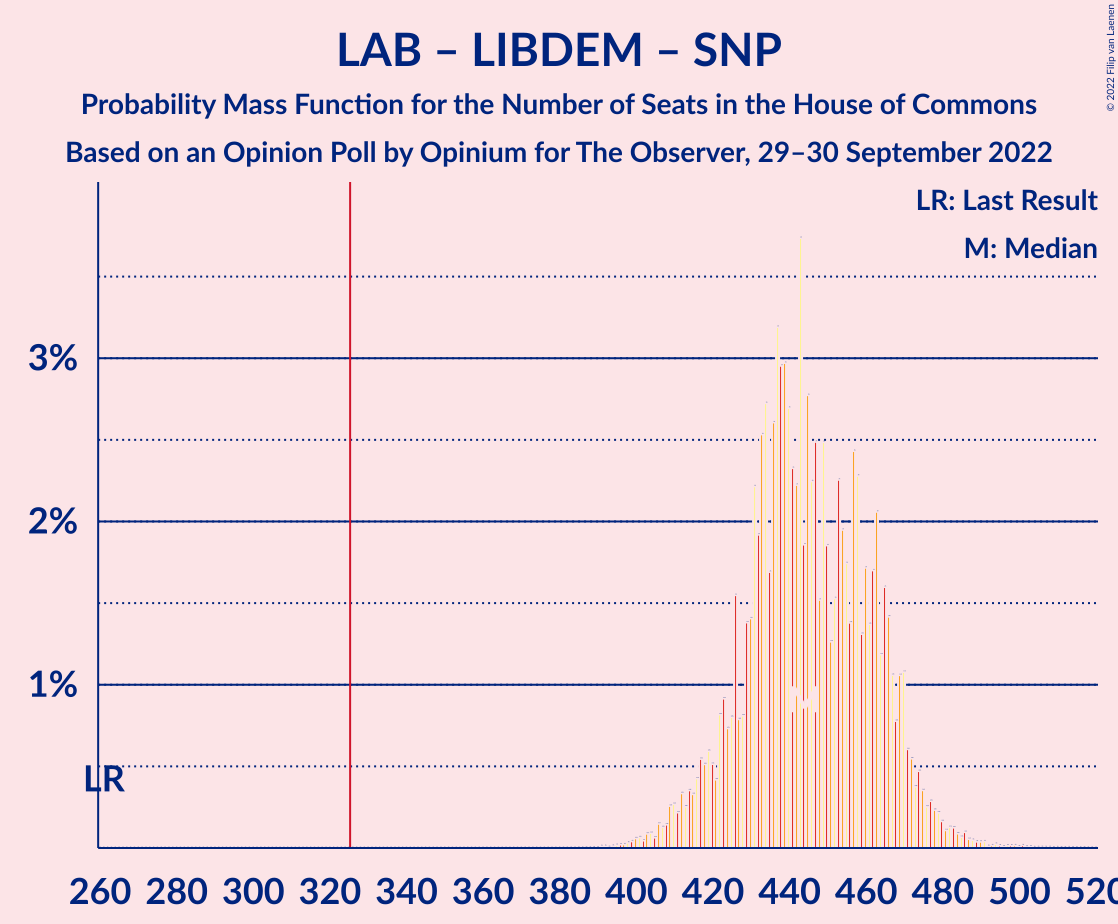 LAB – LIBDEM – SNP
Probability Mass Function for the Number of Seats in the House of Commons
Based on an Opinion Poll by Opinium for The Observer, 29–30 September 2022
© 2022 Filip van Laenen
LR: Last Result
M: Median
3%
2%
1%
LR
M
260 280 300 320 340 360 380 400 420 440 460 480 500 520